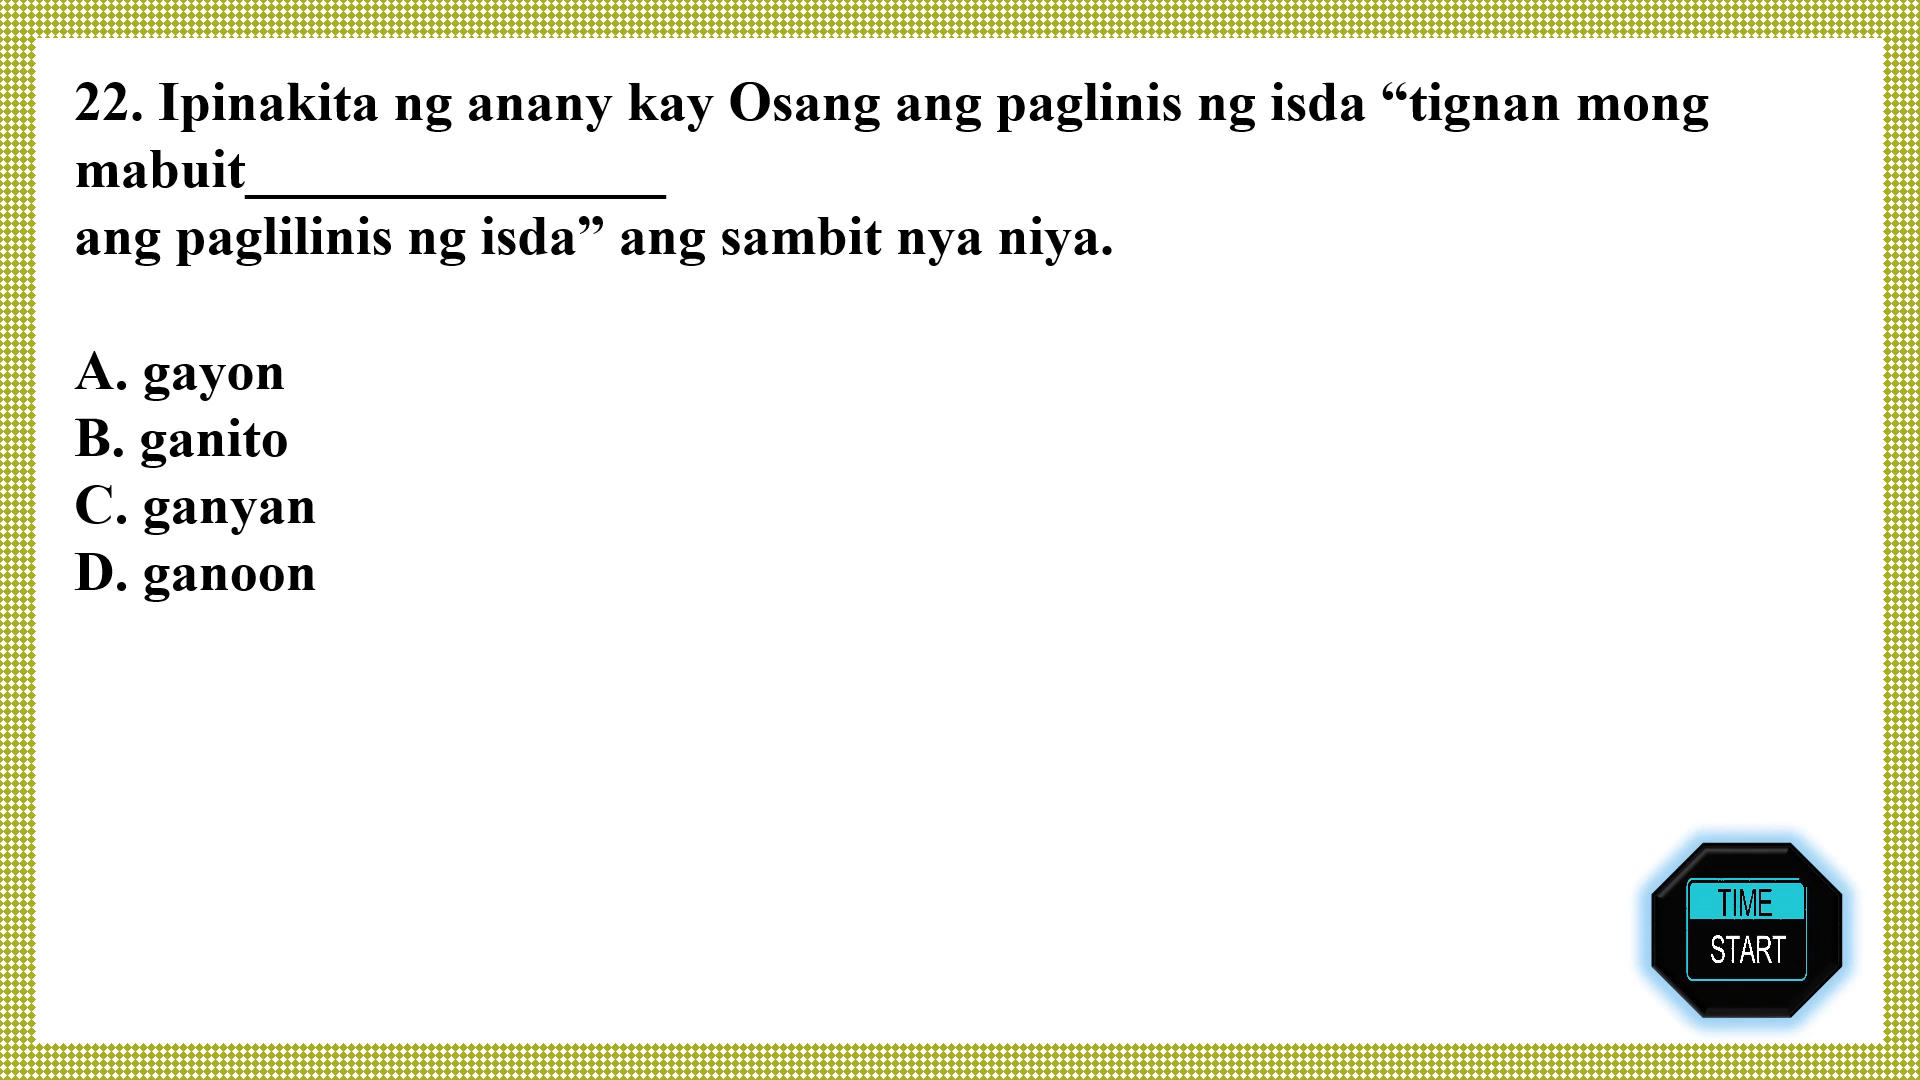 22. Ipinakita ng anany kay Osang ang paglinis ng isda “tignan mong
mabuit_______________
ang paglilinis ng isda” ang sambit nya niya.
A. gayon
B. ganito
C. ganyan
D. ganoon
TIME
START